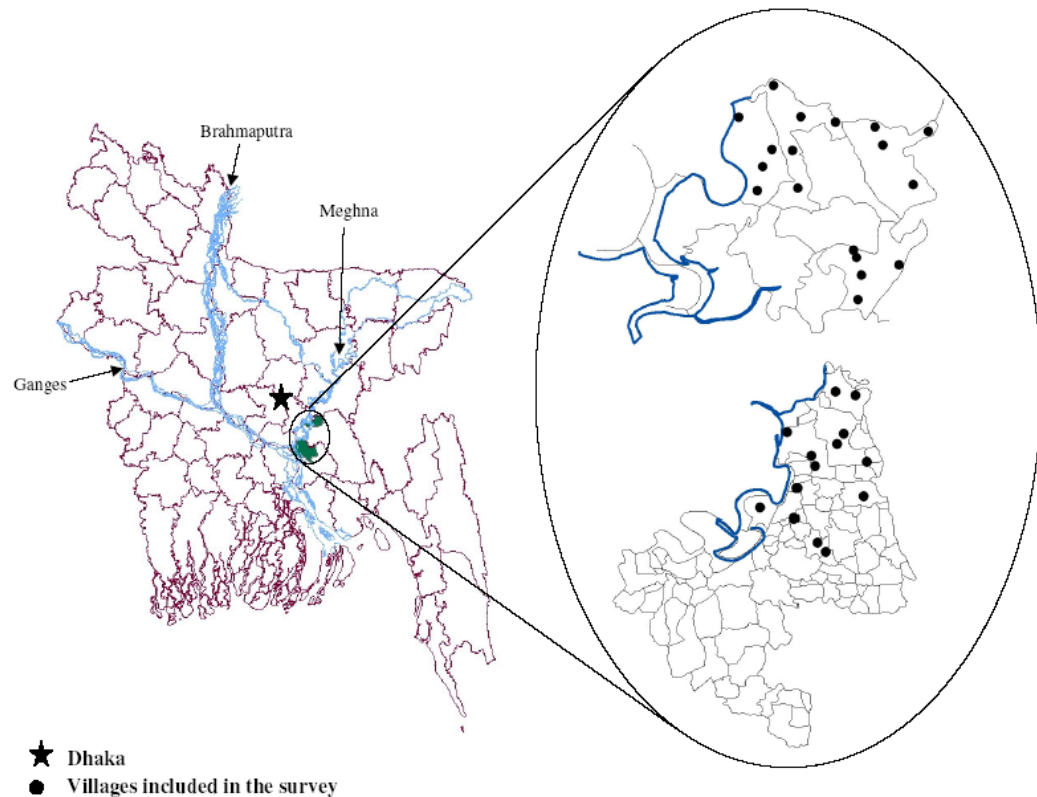 Brahmaputra
Meghna
Ganges
Dhaka
Villages included in the survey